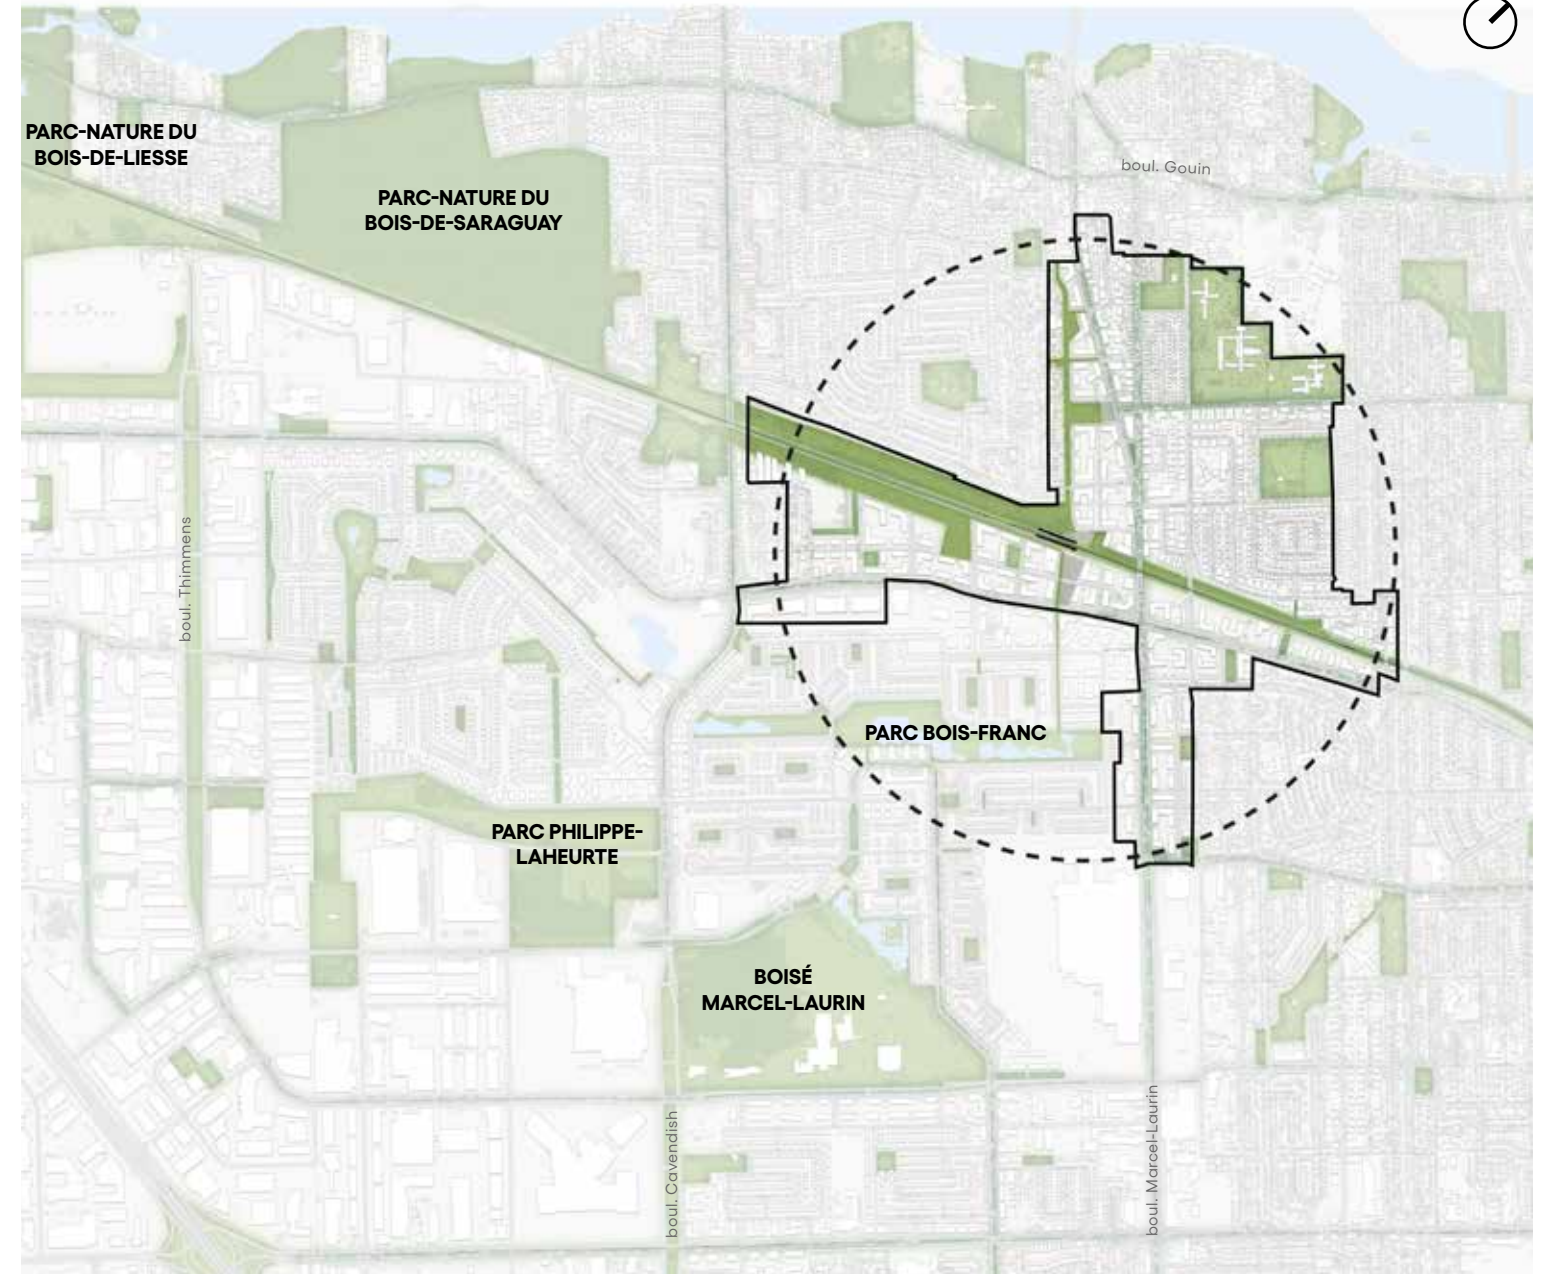 PARC-NATURE DU
BOIS-DE-LIESSE
PARC-NATURE DU
BOIS-DE-SARAGUAY
boul. Gouin
boul. Thimmens
PARC BOIS-FRANC
PARC PHILIPPE-
LAHEURTE
BOISÉ
MARCEL-LAURIN
boul. Cavendish
boul. Marcel-Laurin